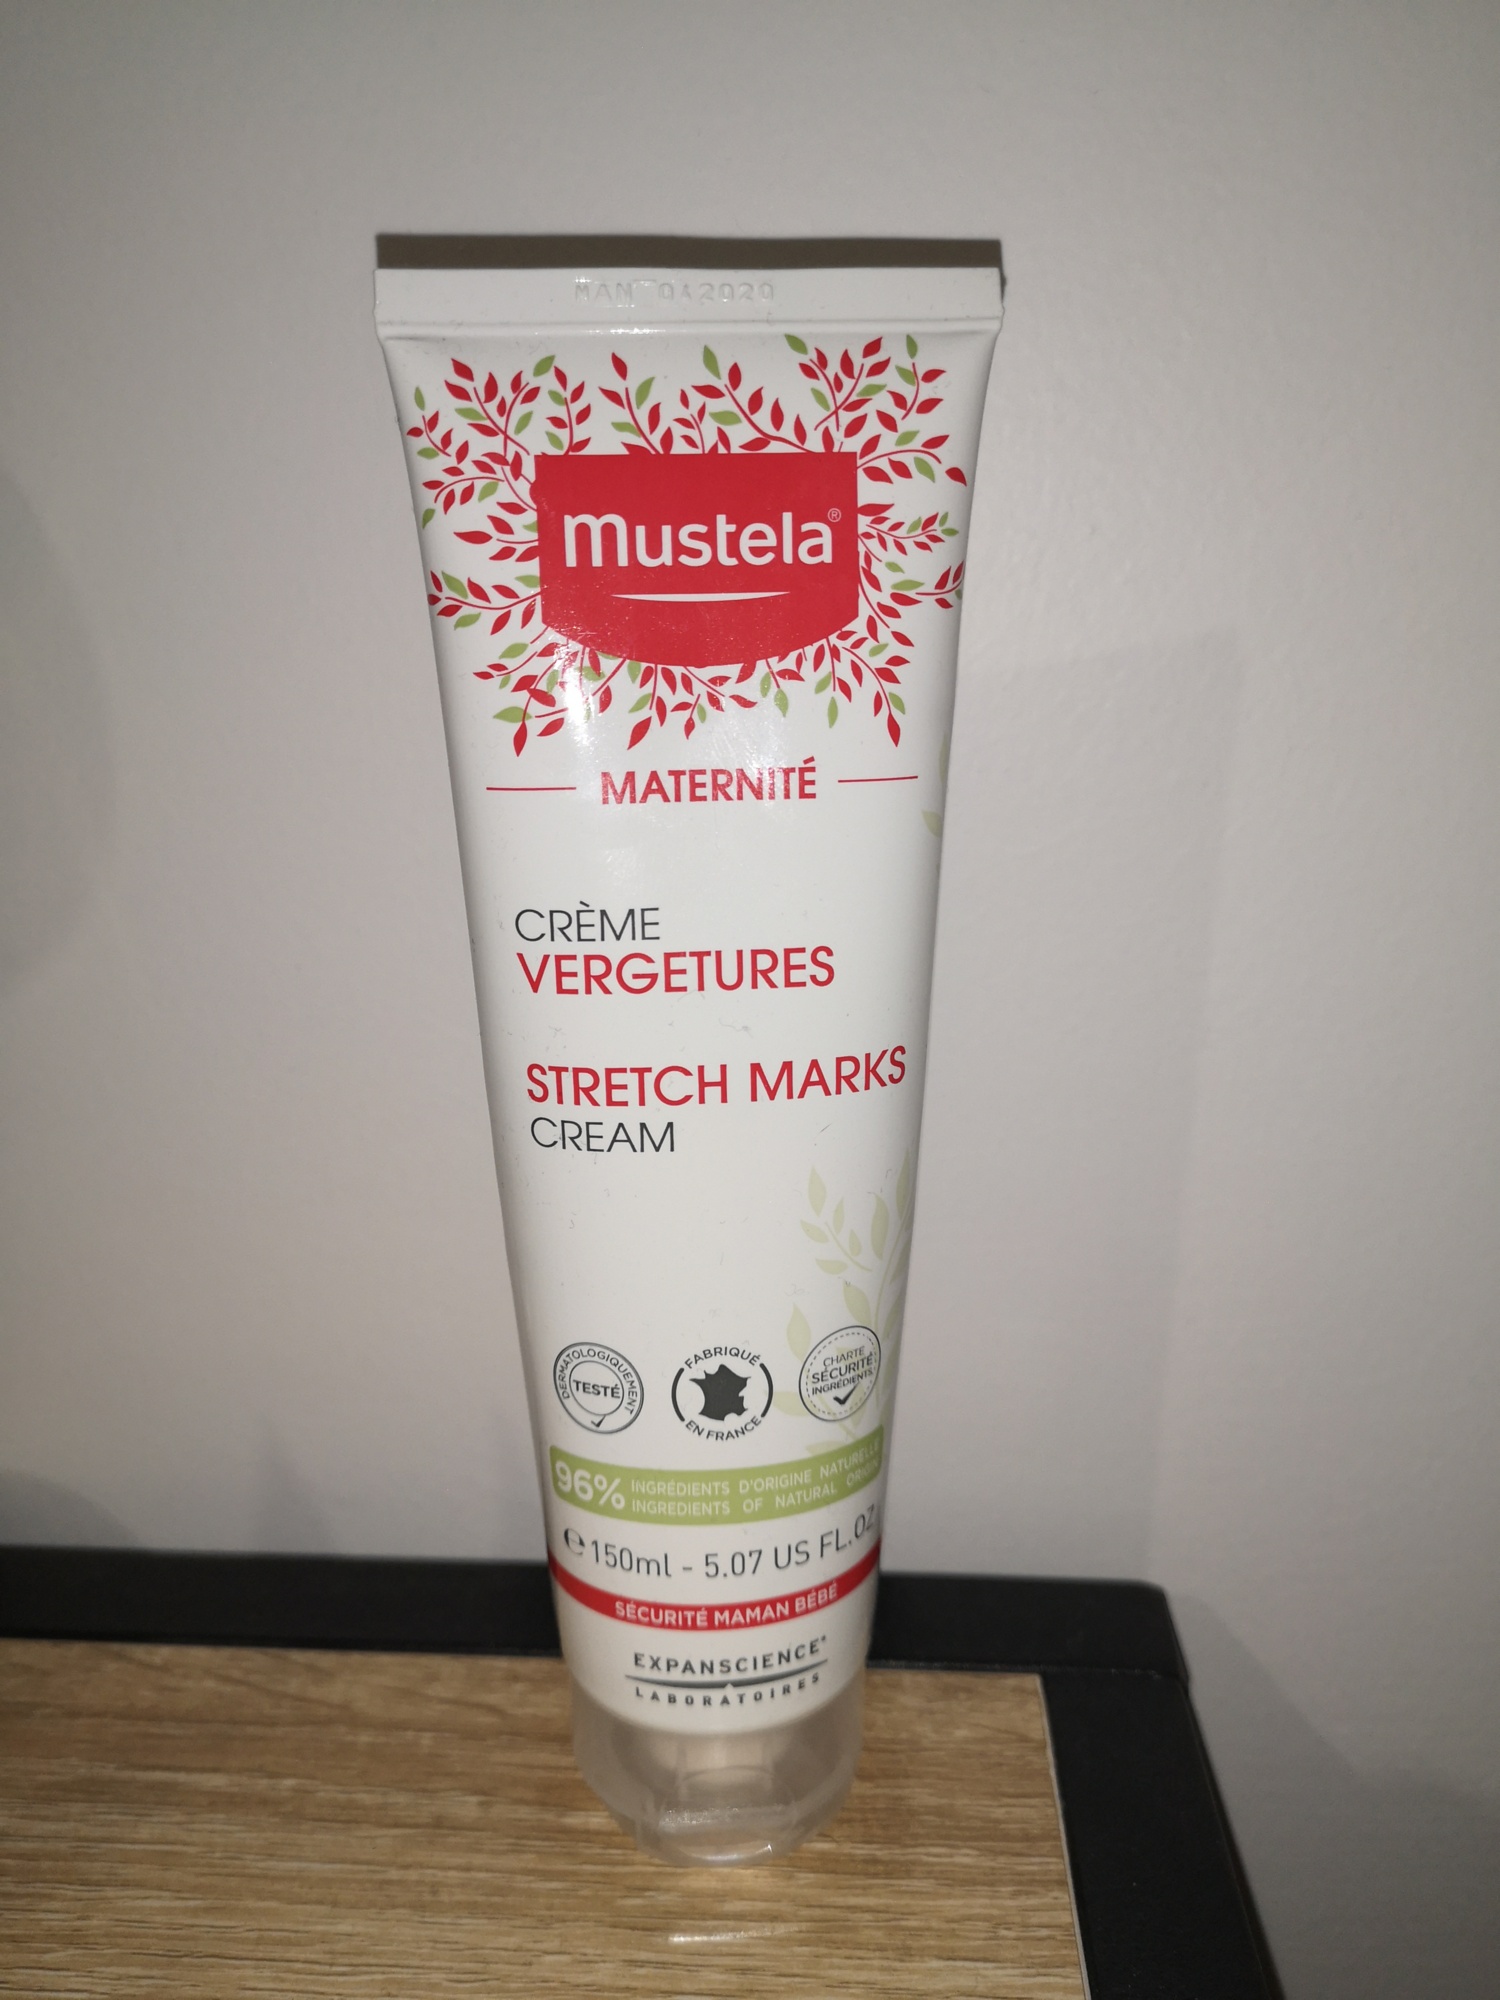 MAN 042020
mustela®
MATERNITÉ
CRÈME
VERGETURES
STRETCH MARKS
CREAM
DERMATOLOGIQUEMENT
TESTÉ
FABRIQUÉ
EN FRANCE
CHARTE
SÉCURITÉ
INGRÉDIENTS
96% INGRÉDIENTS D'ORIGINE NATURELLE
INGREDIENTS OF NATURAL ORIGIN
℮ 150ml - 5.07 US FL.OZ
SÉCURITÉ MAMAN BÉBÉ
EXPANSCIENCE®
LABORATOIRES